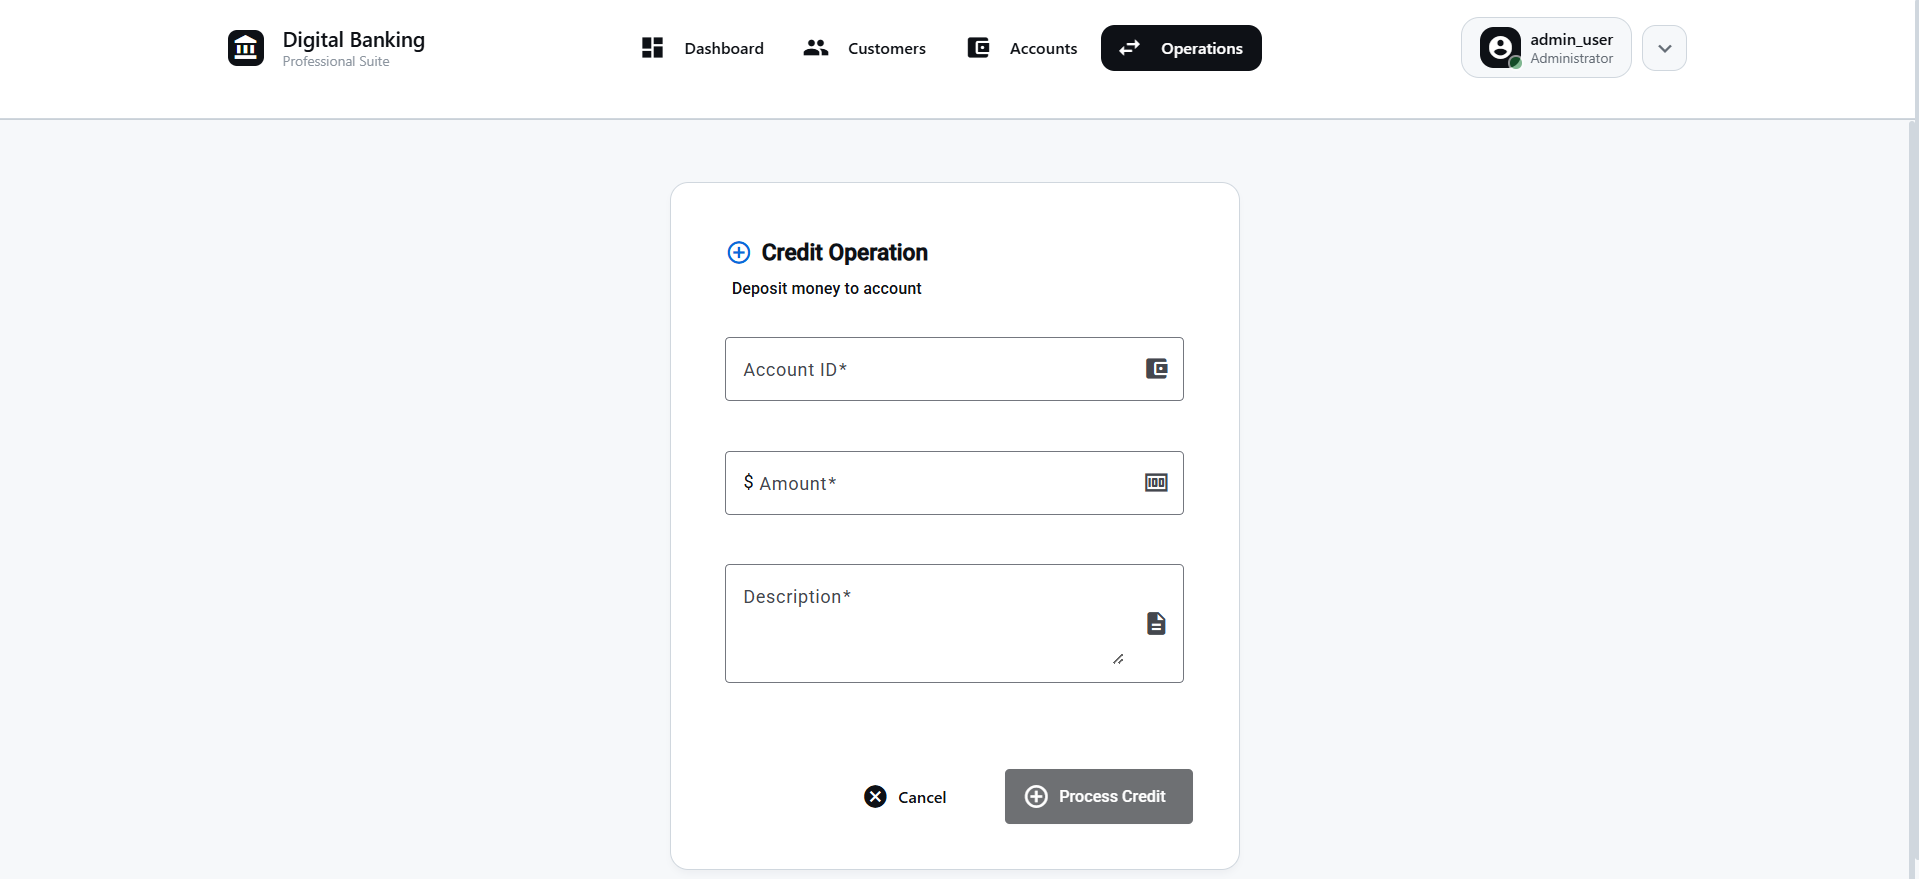 Digital Banking
Professional Suite
Dashboard
Customers
Accounts
Operations
admin_user
Administrator
Credit Operation
Deposit money to account
Account ID*
$ Amount*
Description*
Cancel
Process Credit